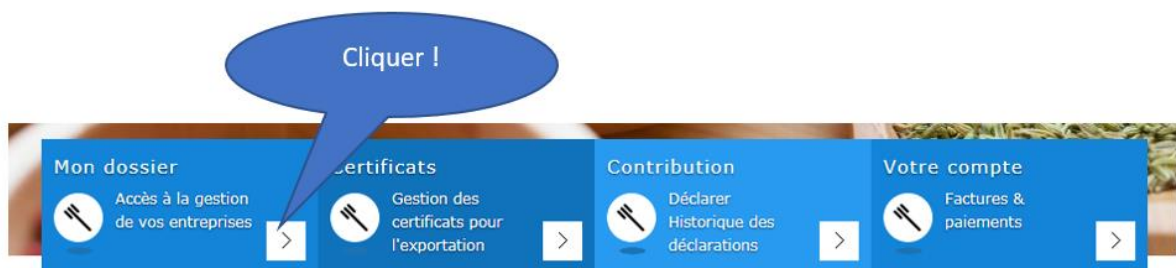 Cliquer !
Mon dossier
Accès à la gestion
de vos entreprises
Certificats
Gestion des
certificats pour
l'exportation
Contribution
Déclarer
Historique des
déclarations
Votre compte
Factures &
paiements